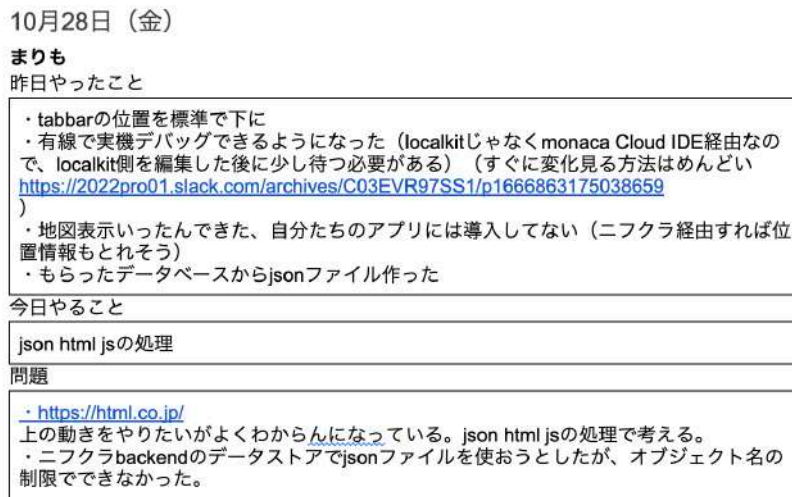 10月28日（金）
まりも
昨日やったこと
・tabbarの位置を標準で下に
・有線で実機デバッグできるようになった（localkitじゃなくmonaca Cloud IDE経由なの
で、localkit側を編集した後に少し待つ必要がある）（すぐに変化見る方法はめんどい
https://2022pro01.slack.com/archives/C03EVR97SS1/p1666863175038659
）
・地図表示いったんできた、自分たちのアプリには導入してない（ニフクラ経由すれば位
置情報もとれそう）
・もらったデータベースからjsonファイル作った
今日やること
json html jsの処理
問題
・https://html.co.jp/
上の動きをやりたいがよくわからんになっている。json html jsの処理で考える。
・ニフクラbackendのデータストアでjsonファイルを使おうとしたが、オブジェクト名の
制限でできなかった。